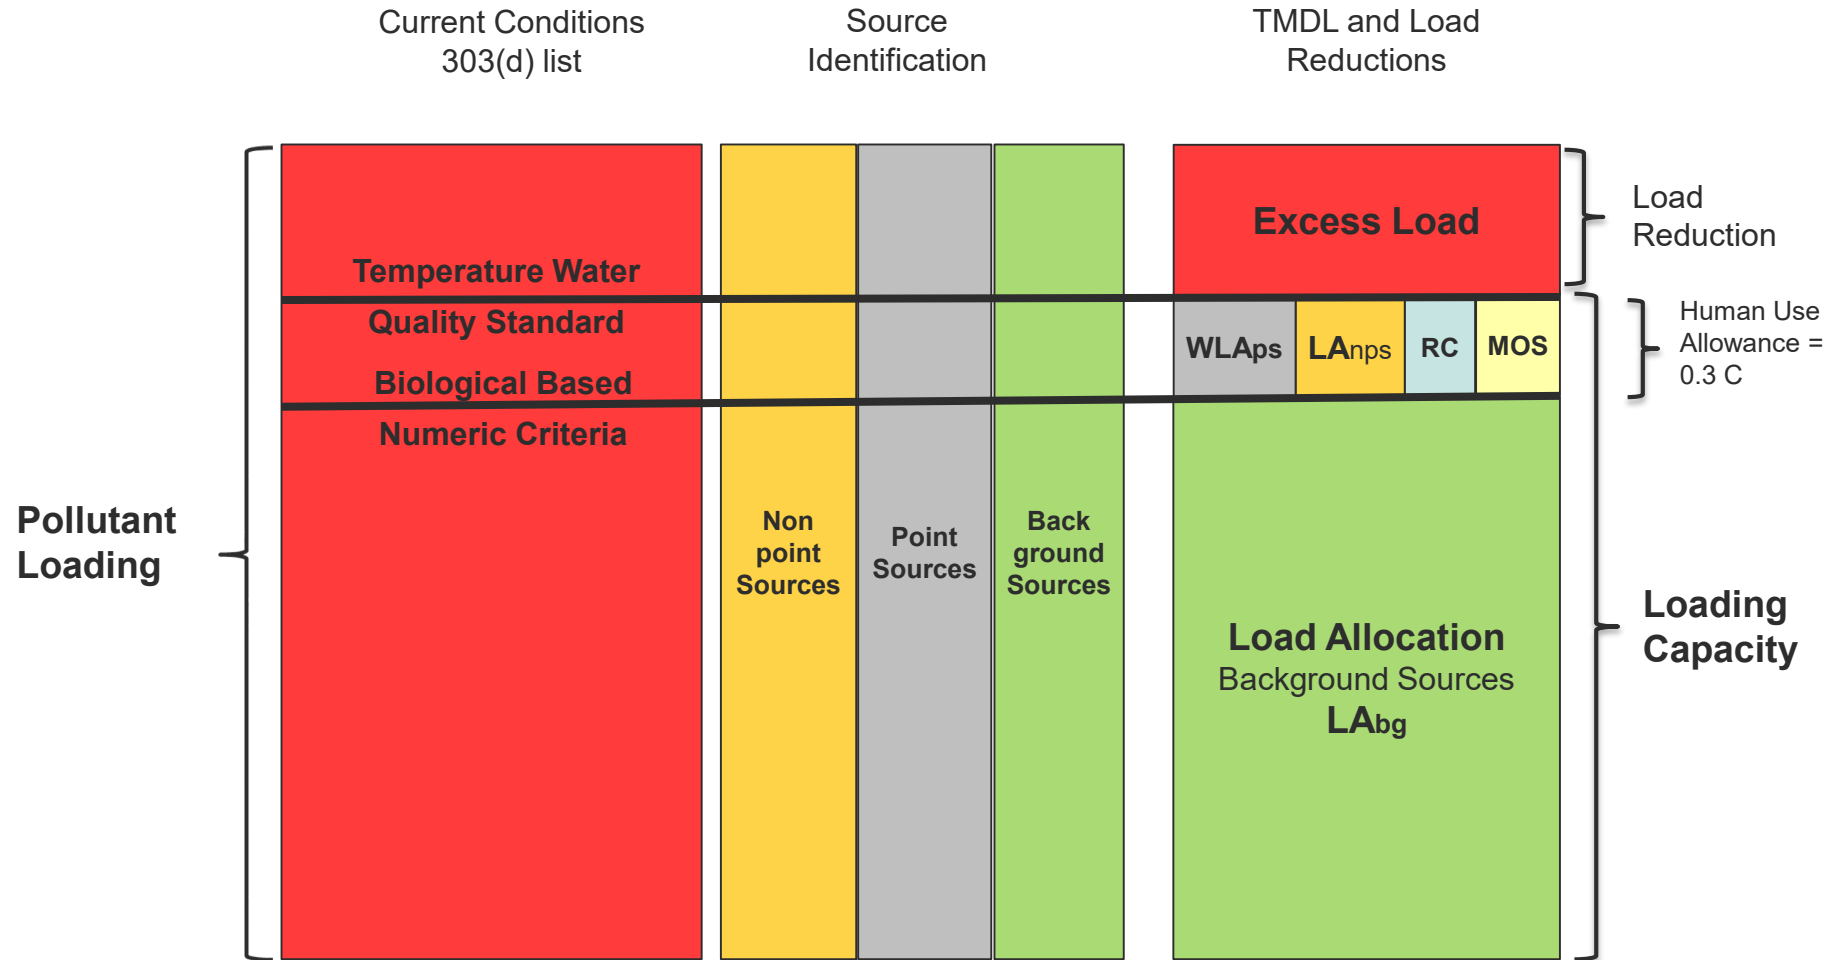 Current Conditions
303(d) list
Source
Identification
TMDL and Load
Reductions
Pollutant
Loading
Temperature Water
Quality Standard
Biological Based
Numeric Criteria
Non
point
Sources
Point
Sources
Back
ground
Sources
Excess Load
WLAps
LAnps
RC
MOS
Load Allocation
Background Sources
LAbg
Load
Reduction
Human Use
Allowance =
0.3 C
Loading
Capacity